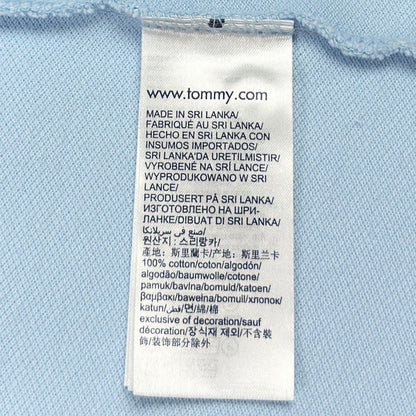 www.tommy.com
MADE IN SRI LANKA/
FABRIQUÉ AU SRI LANKA/
HECHO EN SRI LANKA CON
INSUMOS IMPORTADOS/
SRI LANKA'DA URETILMISTIR/
VYROBENÉ NA SRÍ LANCE/
WYPRODUKOWANO W SRI
LANCE/
PRODUSERT PÅ SRI LANKA/
ИЗГОТОВЛЕНО НА ШРИ-
ЛАНКЕ/DIBUAT DI SRI LANKA/
صنع في سريلانكا/
원산지 : 스리랑카/
產地：斯里蘭卡/产地：斯里兰卡
100% cotton/coton/algodón/
algodão/baumwolle/cotone/
pamuk/bavlna/bomuld/katoen/
βαμβακι/bawełna/bomull/хлопок/
katun/قطن/면/綿/棉
exclusive of decoration/sauf
décoration/장식사 제외/不含裝
飾/装饰部分除外